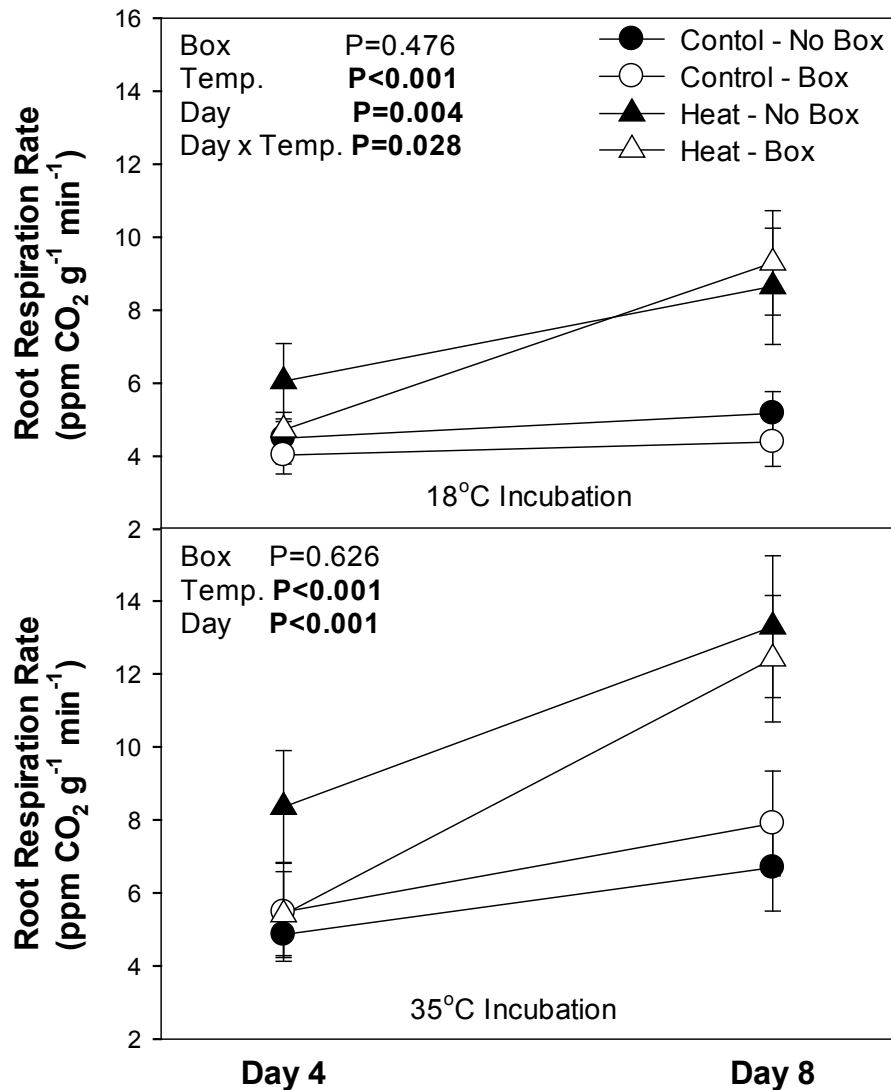 16
14
12
10
8
6
4
2
Root Respiration Rate
(ppm CO₂ g⁻¹ min⁻¹)
Box P=0.476
Temp. P<0.001
Day P=0.004
Day x Temp. P=0.028
Contol - No Box
Control - Box
Heat - No Box
Heat - Box
18°C Incubation
14
12
10
8
6
4
2
Root Respiration Rate
(ppm CO₂ g⁻¹ min⁻¹)
Box P=0.626
Temp. P<0.001
Day P<0.001
35°C Incubation
Day 4 Day 8